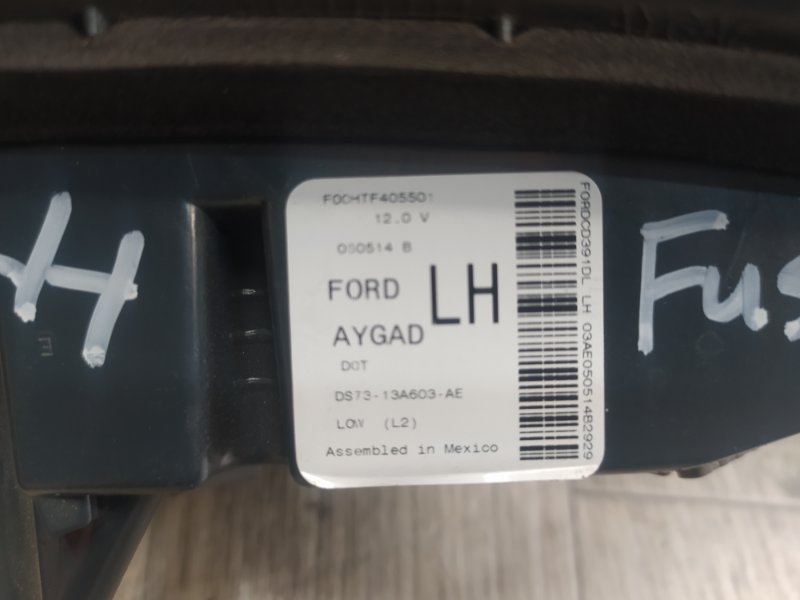 H
FOOHTF405501
12.0 V
050514 B
FORD LH
AYGAD
DOT
DS73-13A603-AE
LOW (L2)
Assembled in Mexico
FORDCD391DL LH 03AE050514B2929
Fus